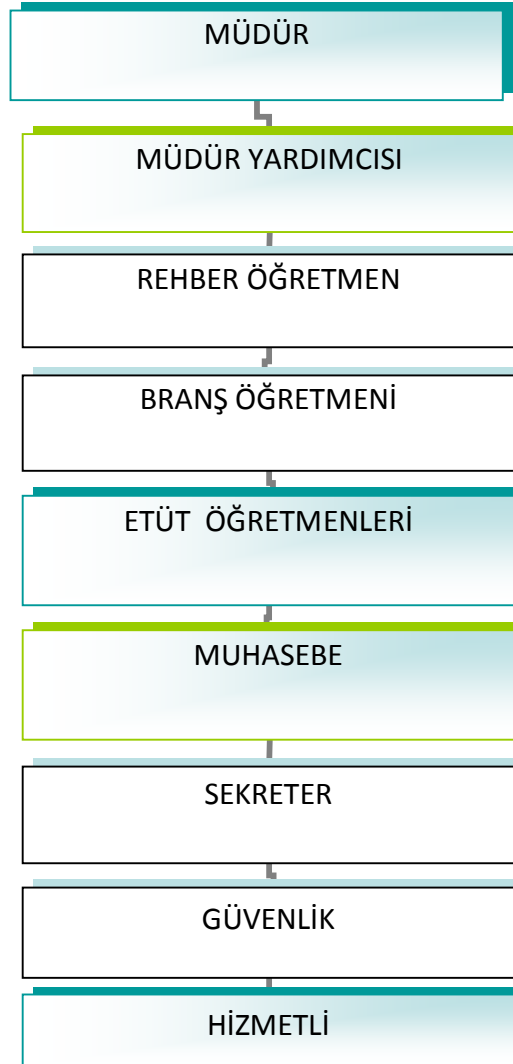 MÜDÜR
MÜDÜR YARDIMCISI
REHBER ÖĞRETMEN
BRANŞ ÖĞRETMENİ
ETÜT ÖĞRETMENLERİ
MUHASEBE
SEKRETER
GÜVENLİK
HİZMETLİ